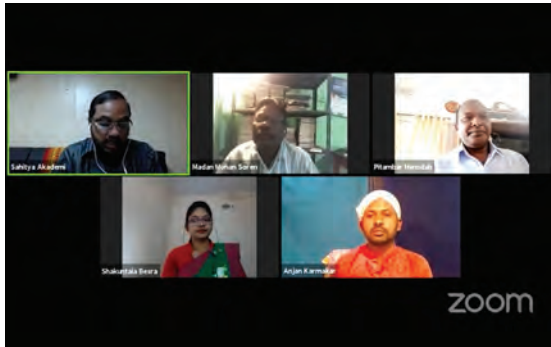 Sahitya Akademi
Madan Mohan Soren
Pitambar Hansdah
Shakuntala Besra
Anjan Karmakar
zoom